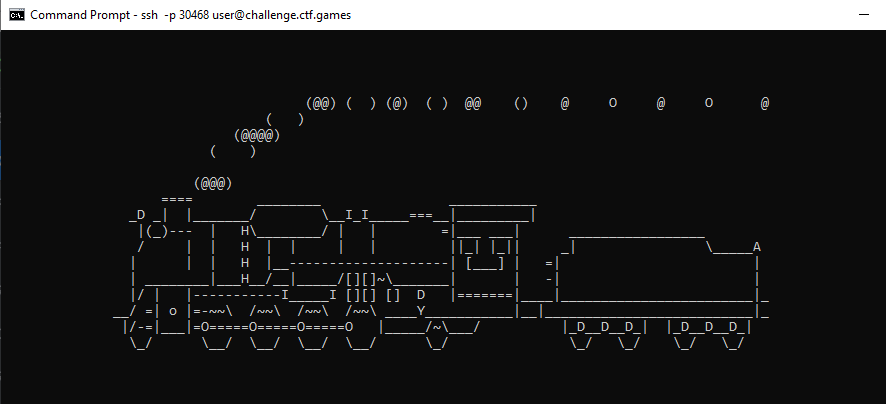 Command Prompt - ssh -p 30468 user@challenge.ctf.games
                      (@@) (  ) (@)  ( )  @@    ()    @     O     @     O      @
                 (   )
             (@@@@)
          (    )

        (@@@)
    ====        ________                ___________
_D _|  |_______/        \__I_I_____===__|_________|
 |(_)---  |   H\________/ |   |        =|___ ___|      _________________
 /     |  |   H  |  |     |   |         ||_| |_||     _|                \_____A
|      |  |   H  |__--------------------| [___] |   =|                        |
| ________|___H__/__|_____/[][]~\_______|       |   -|                        |
|/ |   |-----------I_____I [][] []  D   |=======|____|________________________|_
__/ =| o |=-~~\  /~~\  /~~\  /~~\ ____Y___________|__|__________________________|_
 |/-=|___|=O=====O=====O=====O   |_____/~\___/          |_D__D__D_|  |_D__D__D_|
  \_/      \__/  \__/  \__/  \__/      \_/               \_/   \_/    \_/   \_/